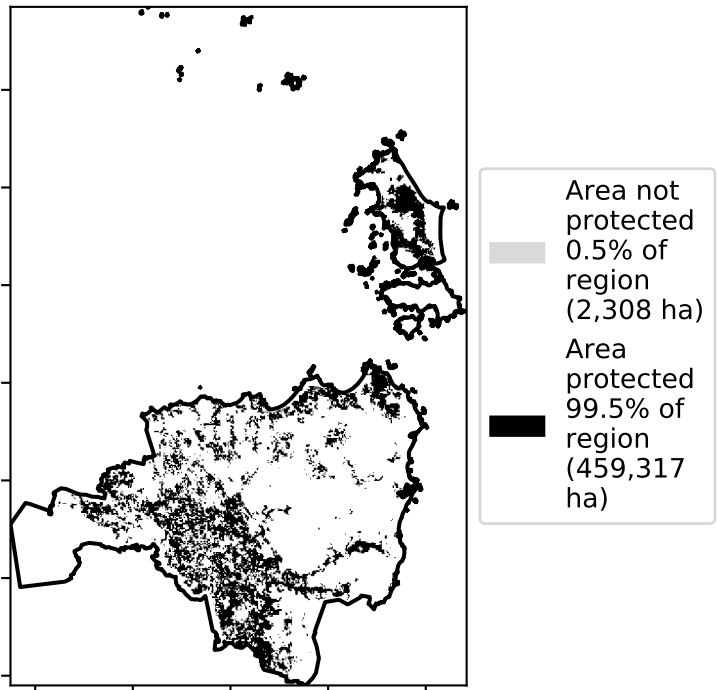 Area not
protected
0.5% of
region
(2,308 ha)
Area
protected
99.5% of
region
(459,317
ha)